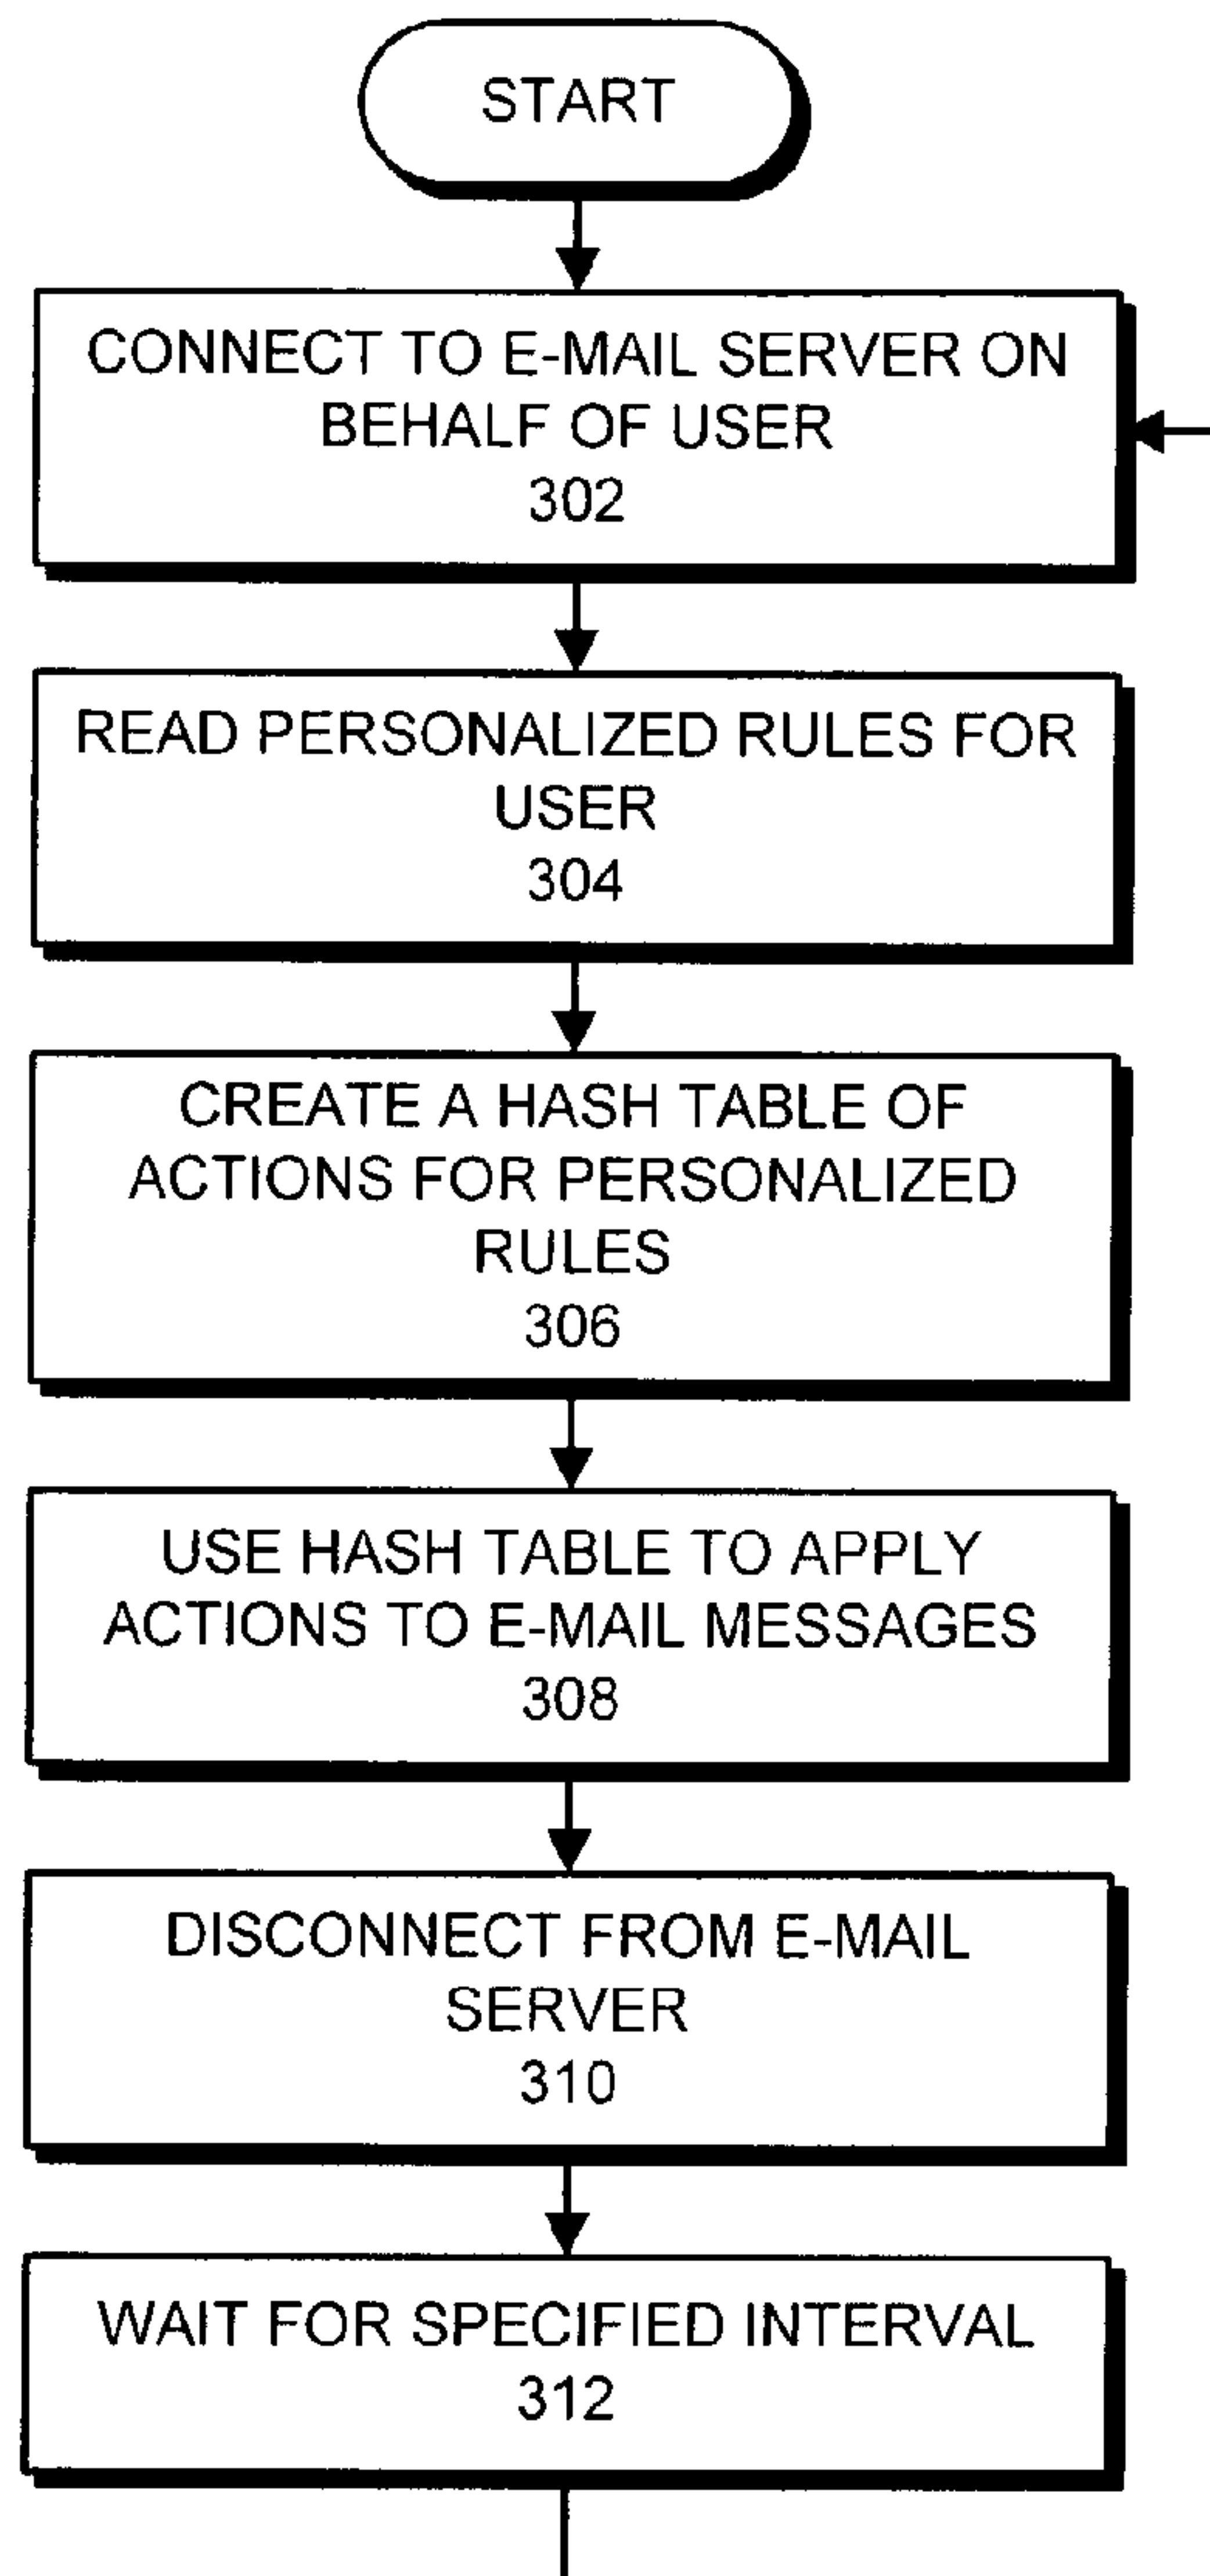 START
CONNECT TO E-MAIL SERVER ON
BEHALF OF USER
302
READ PERSONALIZED RULES FOR
USER
304
CREATE A HASH TABLE OF
ACTIONS FOR PERSONALIZED
RULES
306
USE HASH TABLE TO APPLY
ACTIONS TO E-MAIL MESSAGES
308
DISCONNECT FROM E-MAIL
SERVER
310
WAIT FOR SPECIFIED INTERVAL
312